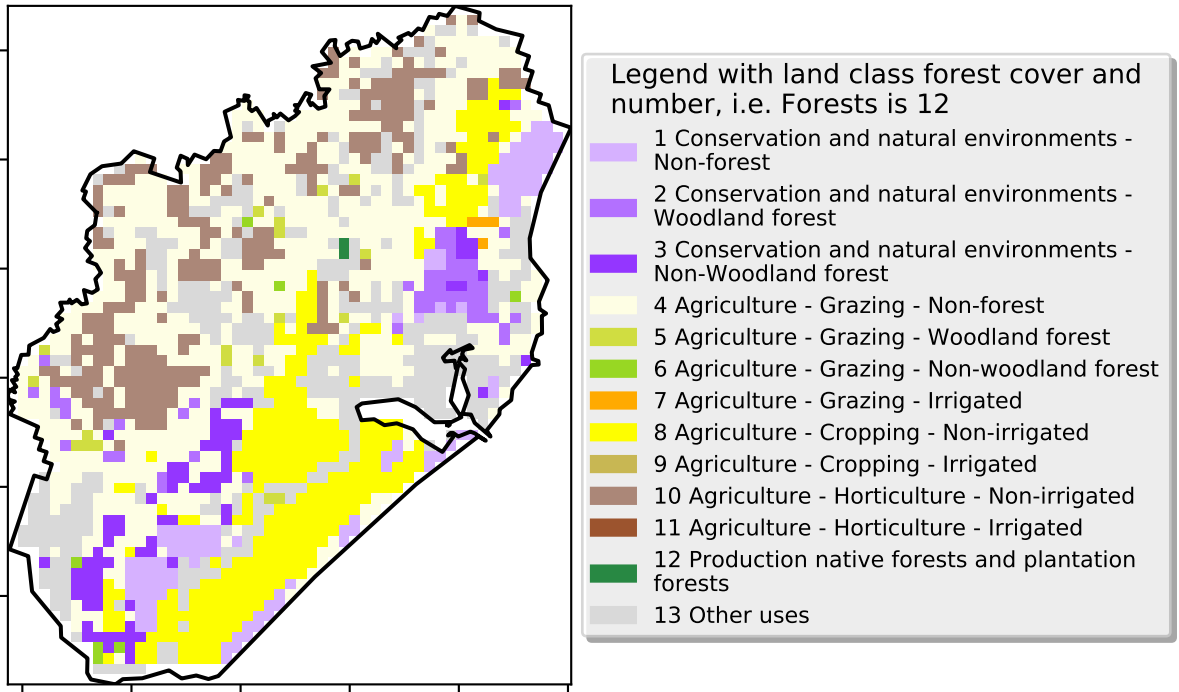 Legend with land class forest cover and
number, i.e. Forests is 12
1 Conservation and natural environments -
Non-forest
2 Conservation and natural environments -
Woodland forest
3 Conservation and natural environments -
Non-Woodland forest
4 Agriculture - Grazing - Non-forest
5 Agriculture - Grazing - Woodland forest
6 Agriculture - Grazing - Non-woodland forest
7 Agriculture - Grazing - Irrigated
8 Agriculture - Cropping - Non-irrigated
9 Agriculture - Cropping - Irrigated
10 Agriculture - Horticulture - Non-irrigated
11 Agriculture - Horticulture - Irrigated
12 Production native forests and plantation
forests
13 Other uses